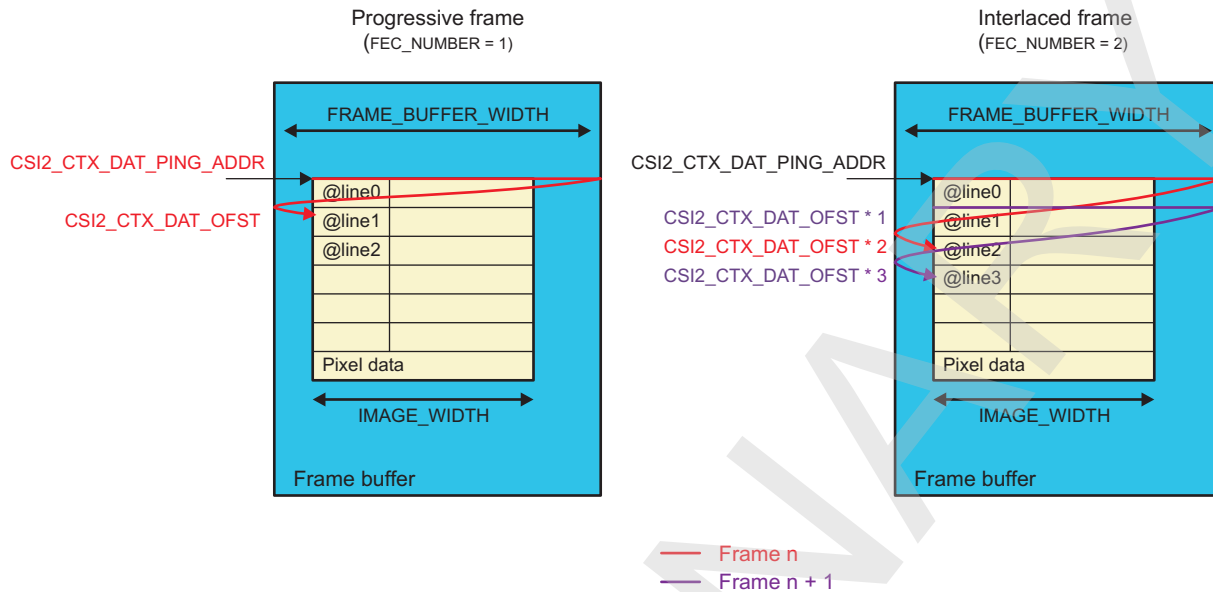 Progressive frame
(FEC_NUMBER = 1)
FRAME_BUFFER_WIDTH
CSI2_CTX_DAT_PING_ADDR
@line0
CSI2_CTX_DAT_OFST
@line1
@line2
Pixel data
IMAGE_WIDTH
Frame buffer
Interlaced frame
(FEC_NUMBER = 2)
FRAME_BUFFER_WIDTH
CSI2_CTX_DAT_PING_ADDR
@line0
CSI2_CTX_DAT_OFST * 1
@line1
CSI2_CTX_DAT_OFST * 2
@line2
CSI2_CTX_DAT_OFST * 3
@line3
Pixel data
IMAGE_WIDTH
Frame buffer
Frame n
Frame n + 1
NARY